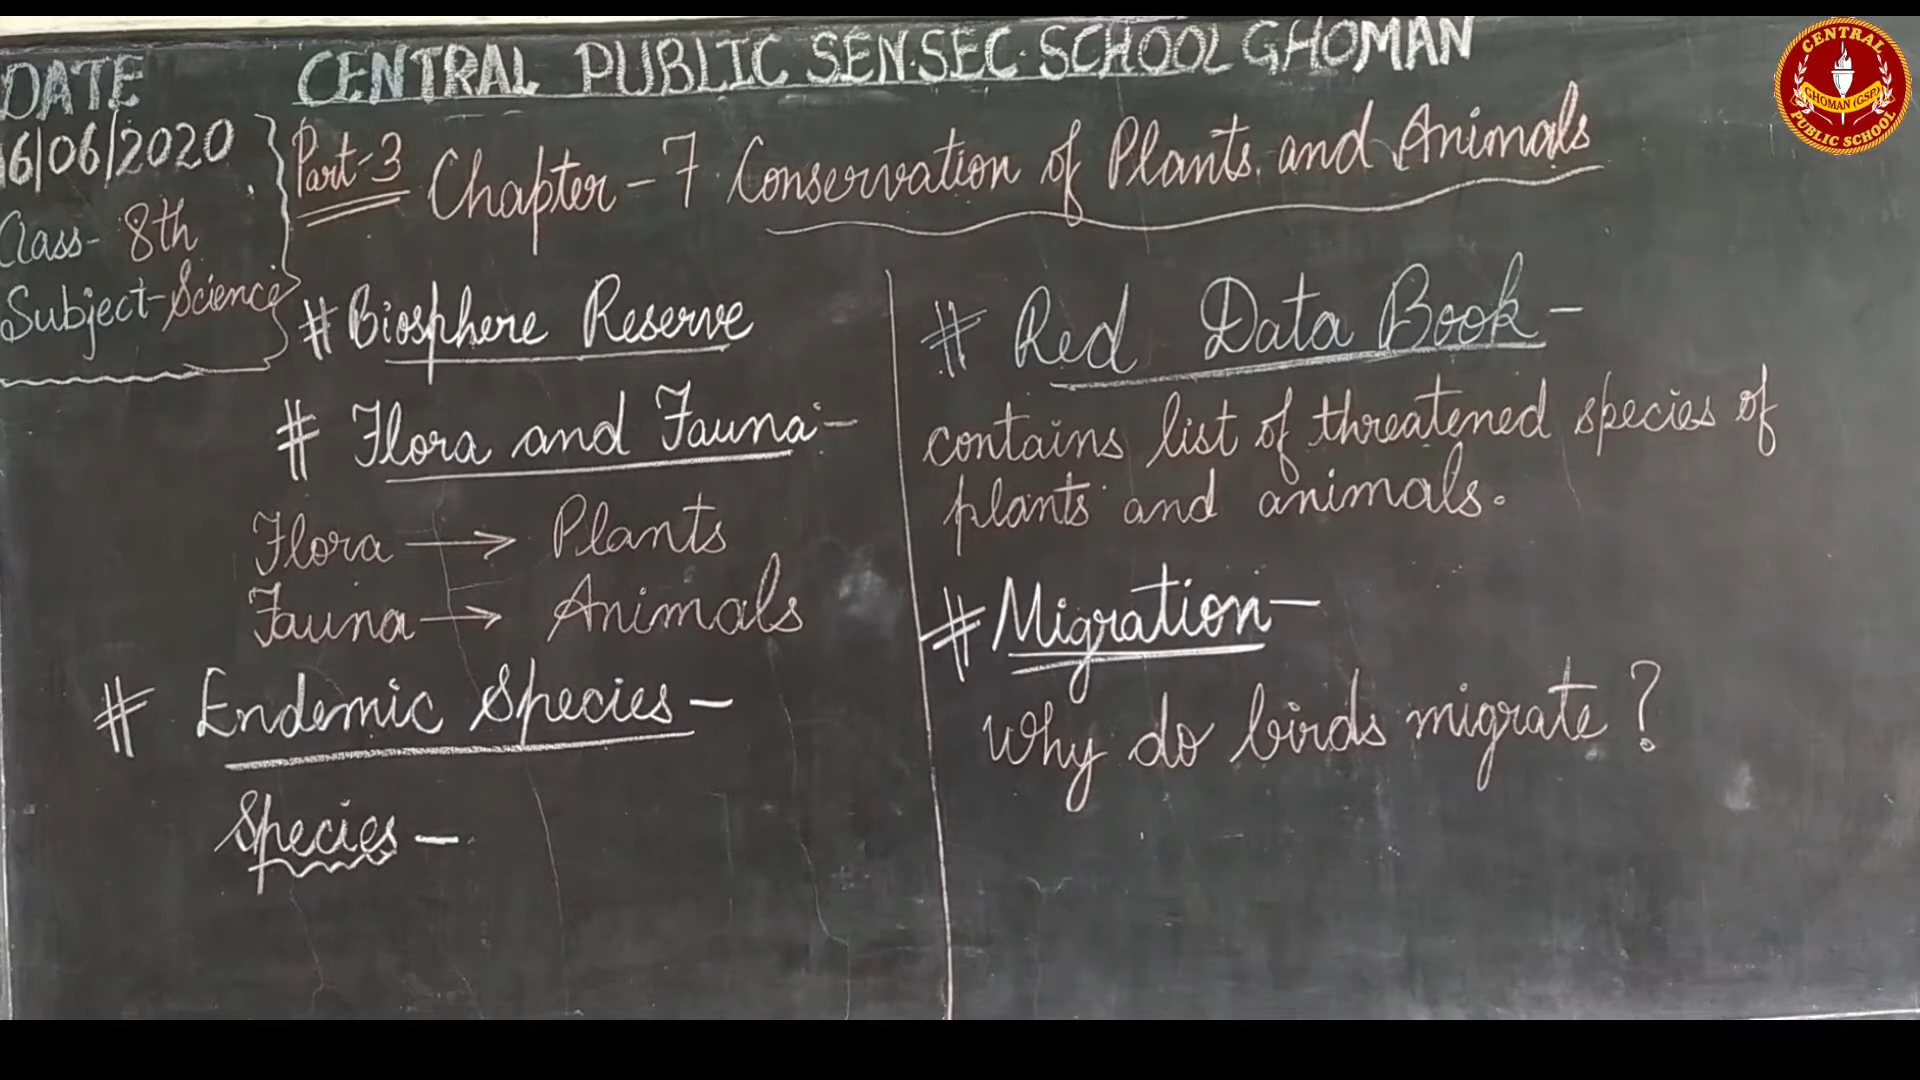 DATE
16/06/2020
Class- 8th
Subject-Science
CENTRAL PUBLIC SEN.SEC.SCHOOL GHOMAN
Part-3 Chapter-7 Conservation of Plants and Animals
# Biosphere Reserve
# Flora and Fauna:-
Flora → Plants
Fauna → Animals
# Endemic Species-
Species-
# Red Data Book-
contains list of threatened species of
plants and animals.
# Migration-
Why do birds migrate?
CENTRAL
GHOMAN (GSP)
PUBLIC SCHOOL